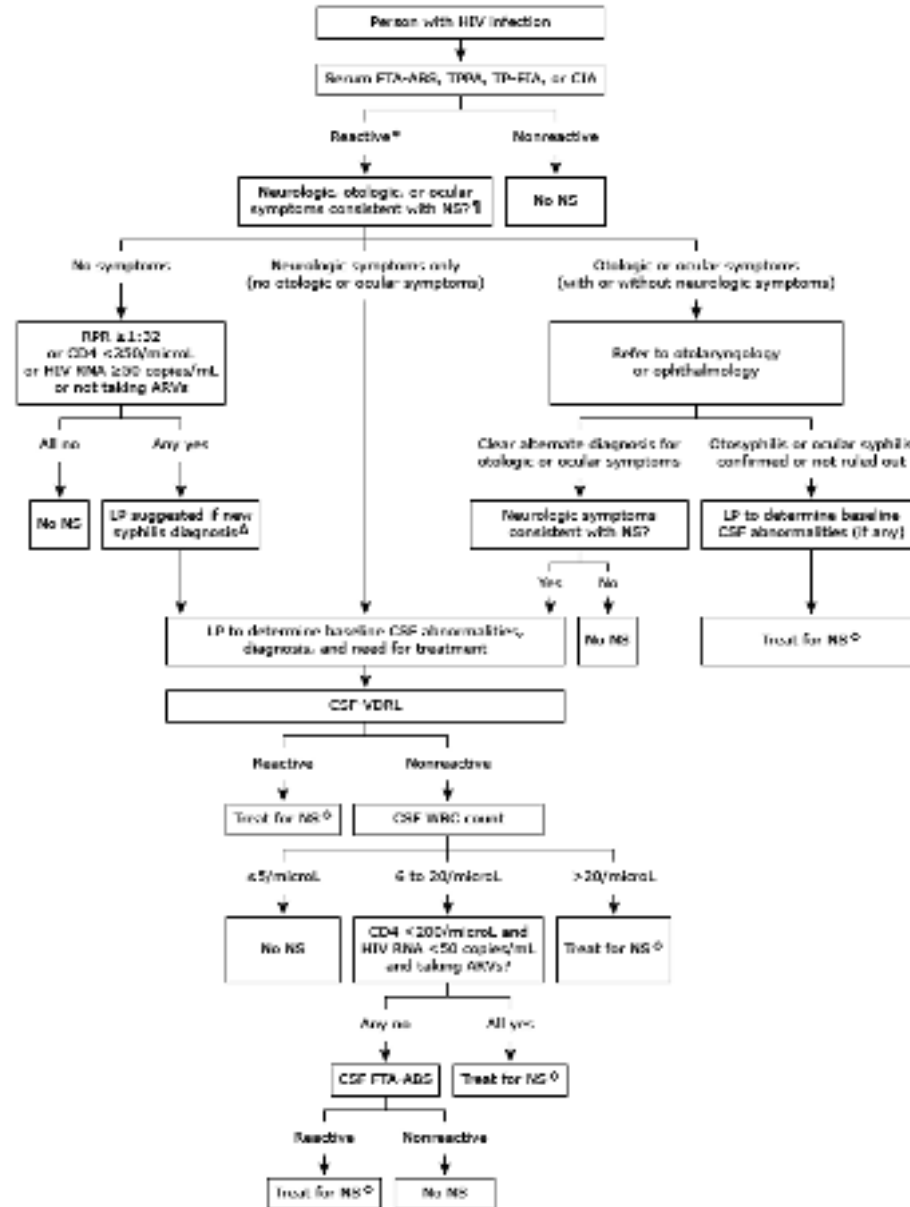 Person with HIV infection
Serum FTA-ABS, TPPA, TP-EIA, or CIA
Reactive* Nonreactive
Neurologic, otologic, or ocular
symptoms consistent with NS?¶
No NS
No symptoms
Neurologic symptoms only
(no otologic or ocular symptoms)
Otologic or ocular symptoms
(with or without neurologic symptoms)
RPR ≥1:32
or CD4 <350/microL
or HIV RNA ≥50 copies/mL
or not taking ARVs
Refer to otolaryngology
or ophthalmology
All no Any yes
Clear alternate diagnosis for
otologic or ocular symptoms
Otosyphilis or ocular syphilis
confirmed or not ruled out
No NS
LP suggested if new
syphilis diagnosisΔ
Neurologic symptoms
consistent with NS?
LP to determine baseline
CSF abnormalities (if any)
Yes No
LP to determine baseline CSF abnormalities,
diagnosis, and need for treatment
No NS
Treat for NS◊
CSF VDRL
Reactive Nonreactive
Treat for NS◊
CSF WBC count
≤5/microL 6 to 20/microL >20/microL
No NS
CD4 <200/microL and
HIV RNA <50 copies/mL
and taking ARVs?
Treat for NS◊
Any no All yes
CSF FTA-ABS
Treat for NS◊
Reactive Nonreactive
Treat for NS◊
No NS